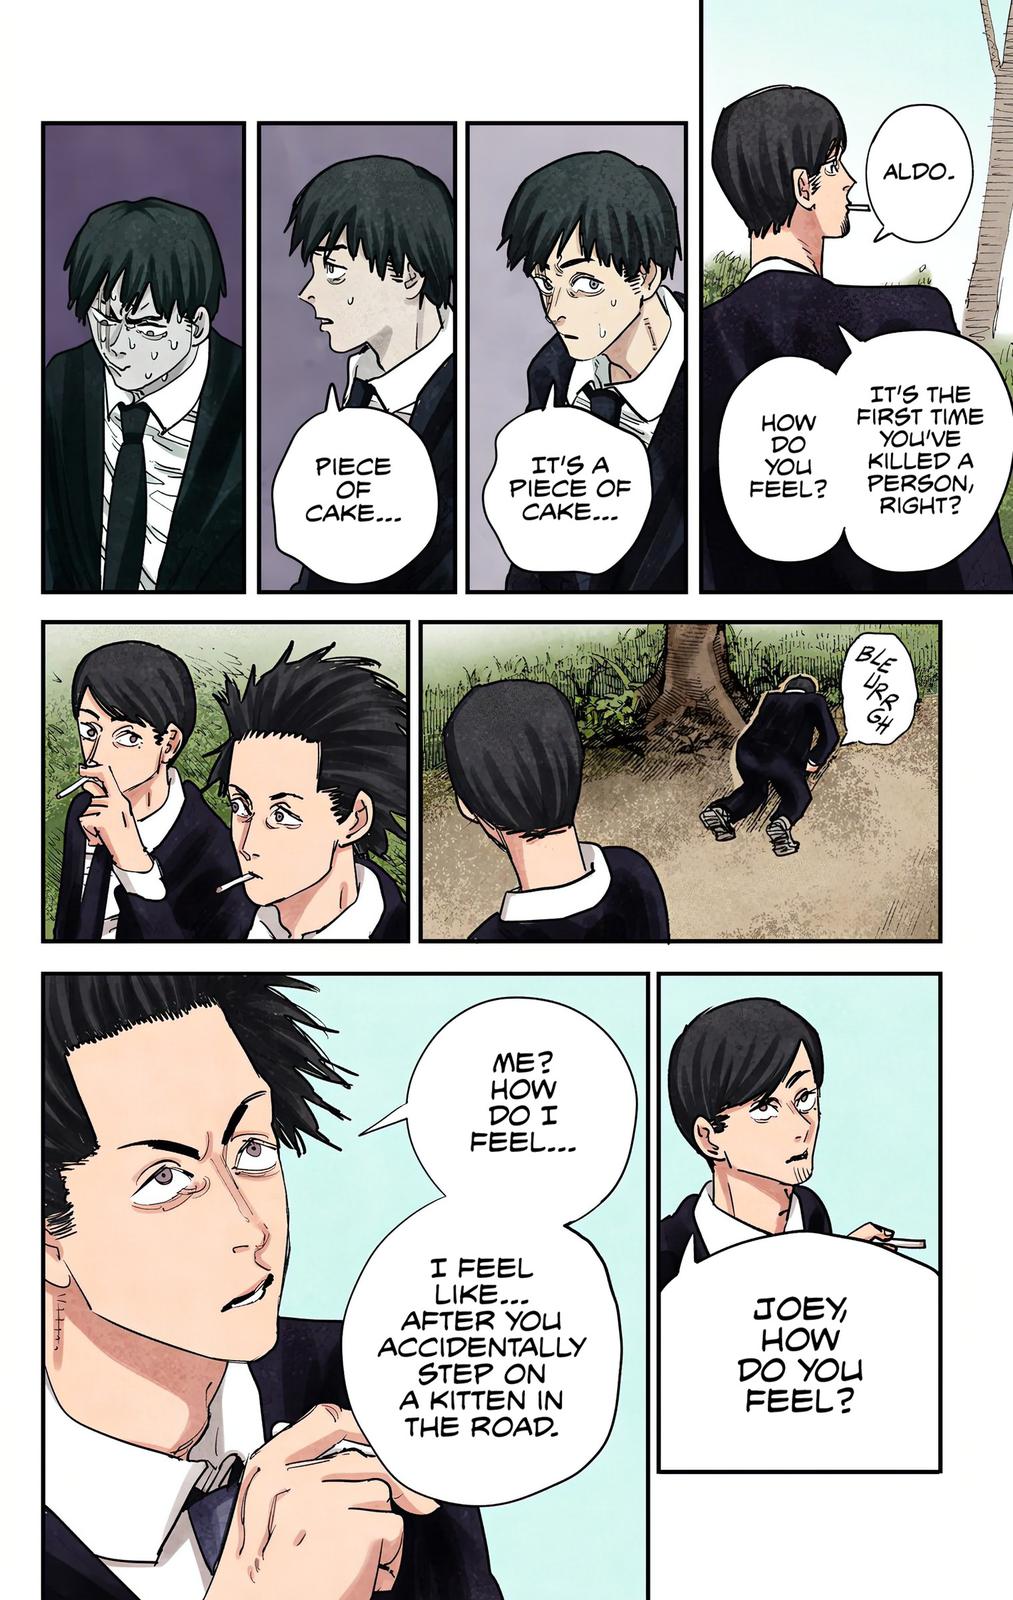 ALDO.
IT'S THE
FIRST TIME
YOU'VE
KILLED A
PERSON,
RIGHT?
HOW
DO
YOU
FEEL?
IT'S A
PIECE OF
CAKE...
PIECE
OF
CAKE...
BLE
URR
GH
JOEY,
HOW
DO YOU
FEEL?
ME?
HOW
DO I
FEEL...
I FEEL
LIKE...
AFTER YOU
ACCIDENTALLY
STEP ON
A KITTEN IN
THE ROAD.